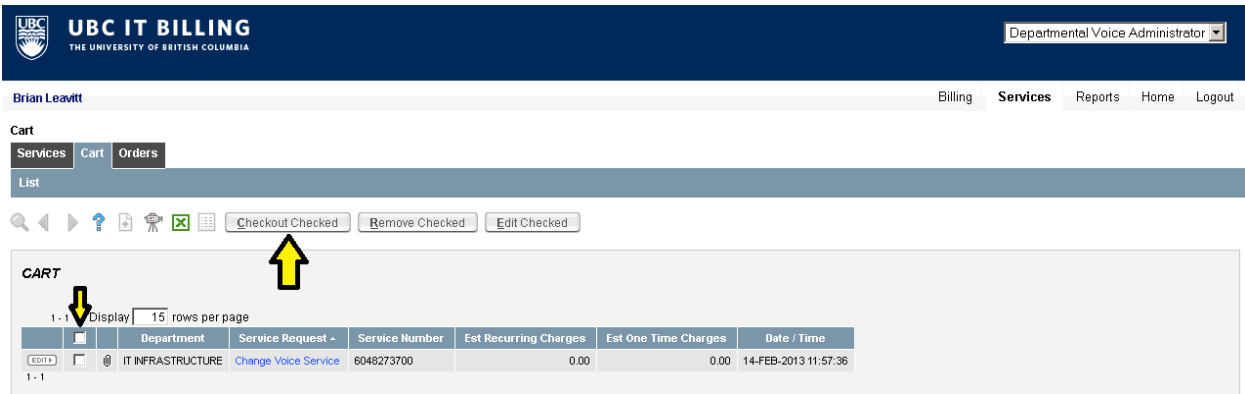 UBC
UBC IT BILLING
THE UNIVERSITY OF BRITISH COLUMBIA
Departmental Voice Administrator
Brian Leavitt
Billing Services Reports Home Logout
Cart
Services Cart Orders
List
Checkout Checked Remove Checked Edit Checked
CART
1 - 1 Display 15 rows per page
Department Service Request Service Number Est Recurring Charges Est One Time Charges Date / Time
EDIT IT INFRASTRUCTURE Change Voice Service 6048273700 0.00 0.00 14-FEB-2013 11:57:36
1 - 1